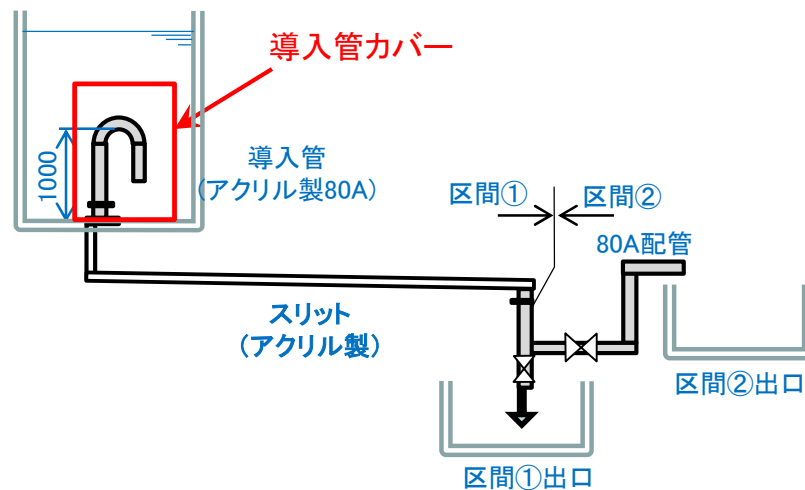 導入管カバー
1000
導入管
(アクリル製80A)
区間① 区間②
80A配管
スリット
(アクリル製)
区間②出口
区間①出口